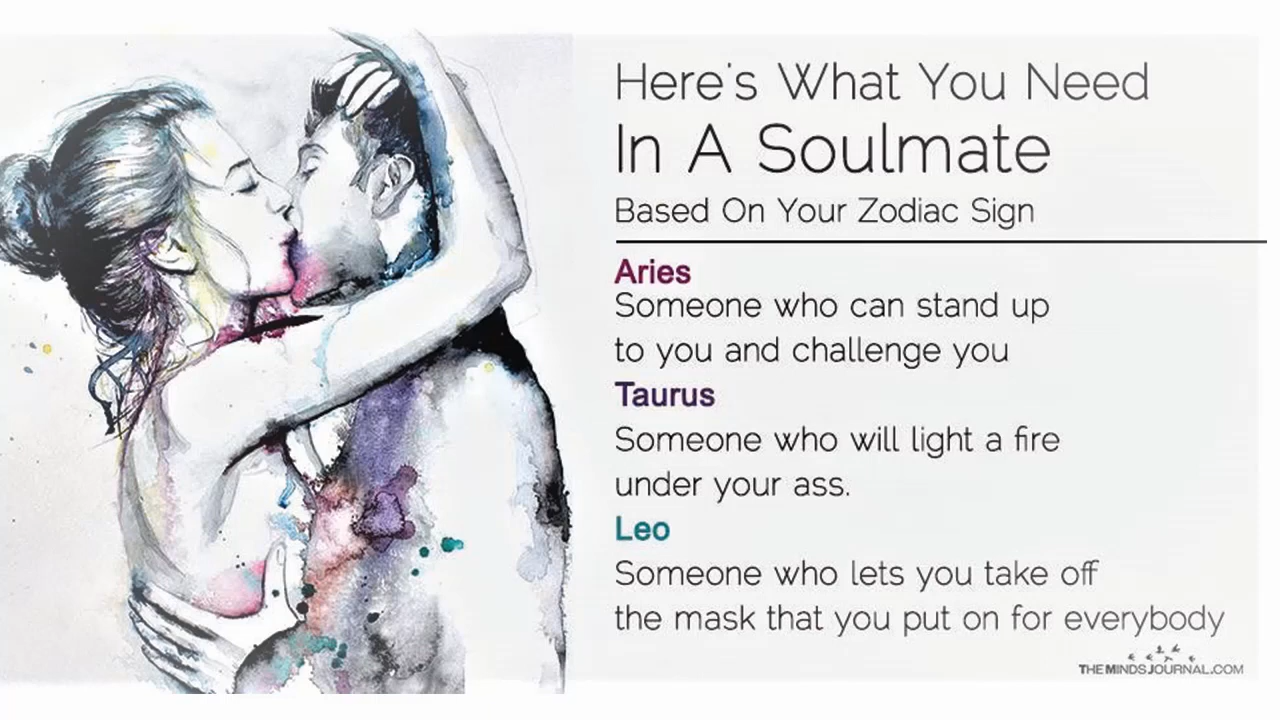 Here's What You Need
In A Soulmate
Based On Your Zodiac Sign
Aries
Someone who can stand up
to you and challenge you
Taurus
Someone who will light a fire
under your ass.
Leo
Someone who lets you take off
the mask that you put on for everybody
THEMINDSJOURNAL.COM